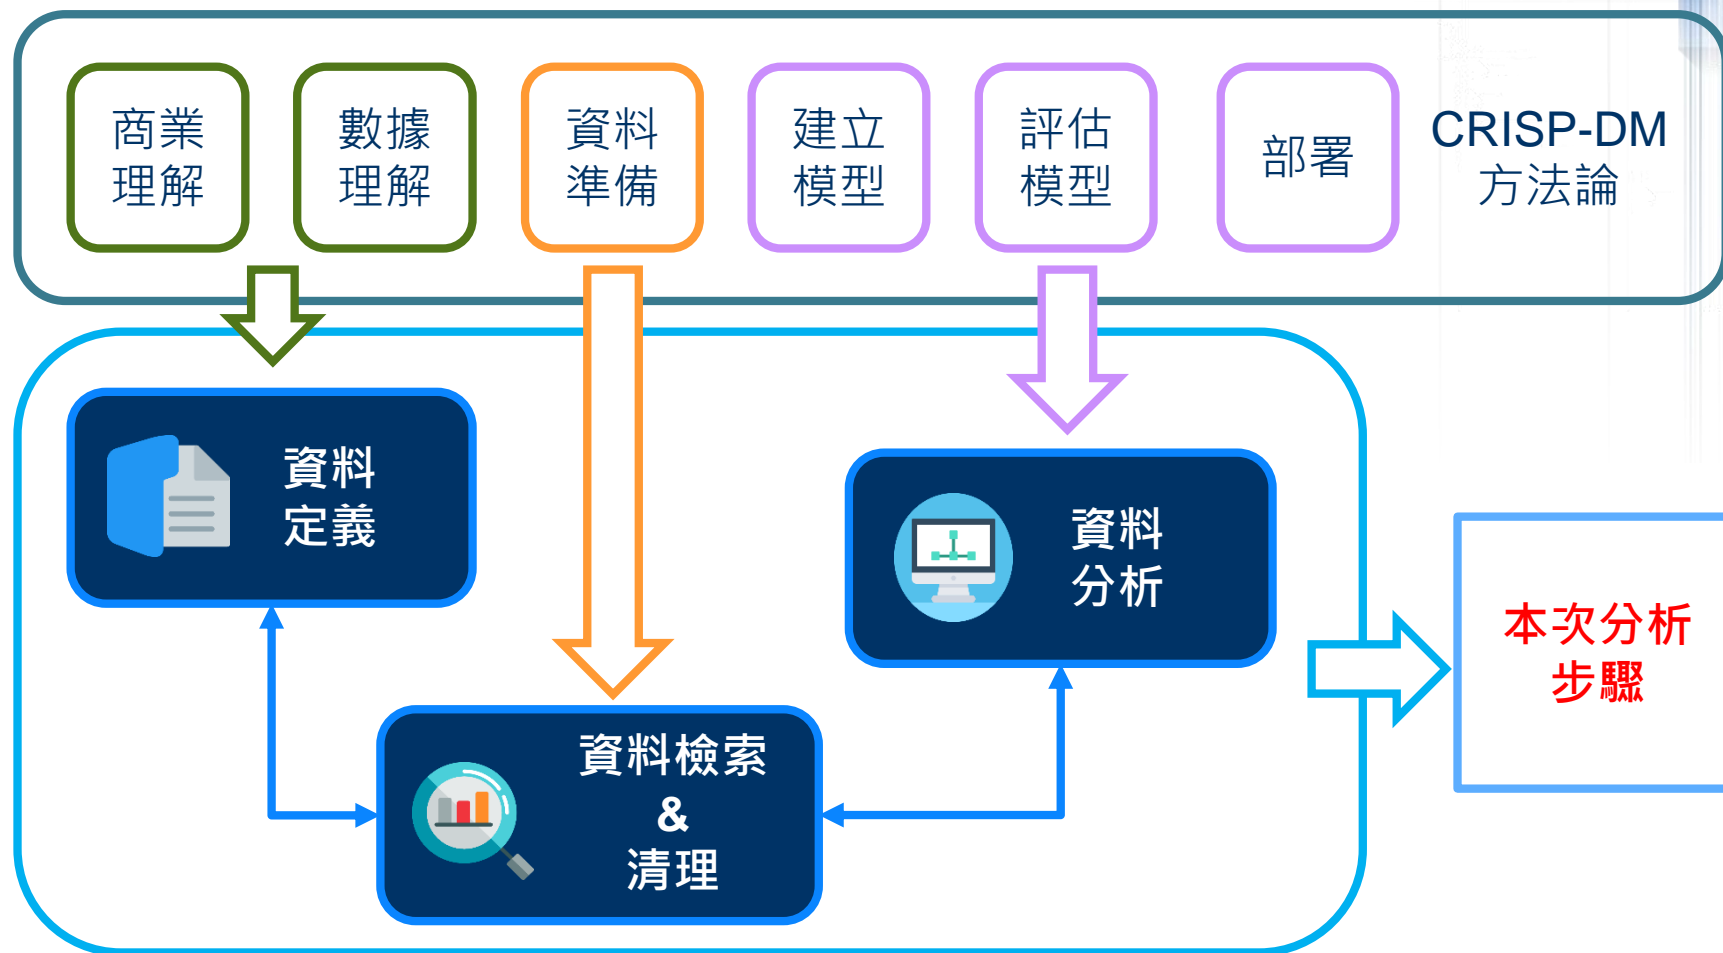 商業
理解
數據
理解
資料
準備
建立
模型
評估
模型
部署
CRISP-DM
方法論
資料
定義
資料
分析
資料檢索
&
清理
本次分析
步驟